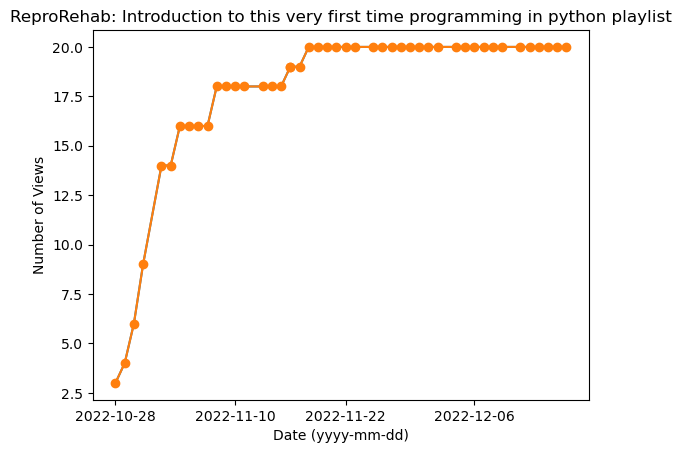 ReproRehab: Introduction to this very first time programming in python playlist
20.0
17.5
15.0
12.5
10.0
7.5
5.0
2.5
Number of Views
2022-10-28 2022-11-10 2022-11-22 2022-12-06
Date (yyyy-mm-dd)